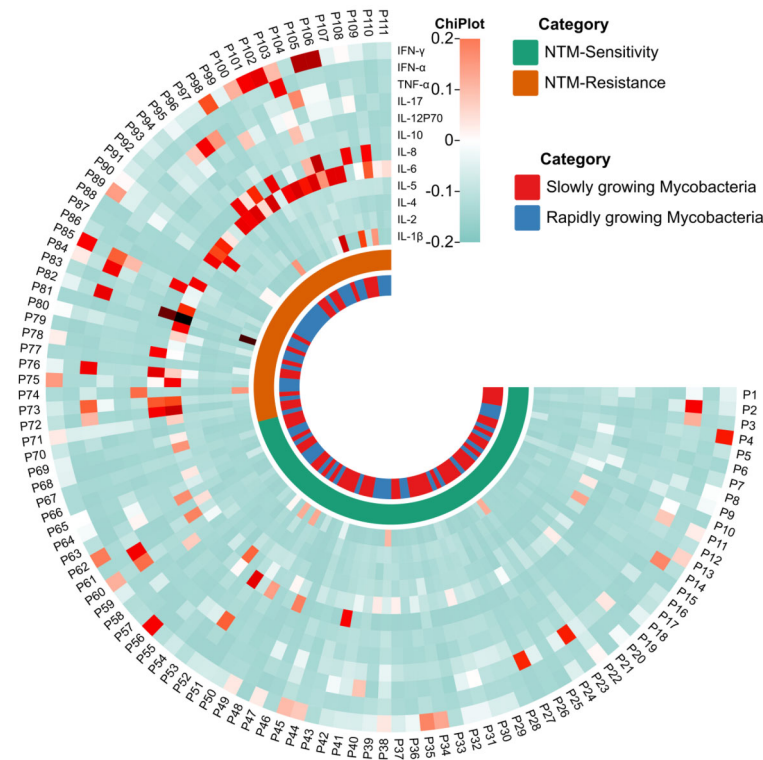 ChiPlot
0.2
0.1
0
-0.1
-0.2
Category
NTM-Sensitivity
NTM-Resistance
Category
Slowly growing Mycobacteria
Rapidly growing Mycobacteria
IFN-γ
IFN-α
TNF-α
IL-17
IL-12P70
IL-10
IL-8
IL-6
IL-5
IL-4
IL-2
IL-1β
P1
P2
P3
P4
P5
P6
P7
P8
P9
P10
P11
P12
P13
P14
P15
P16
P17
P18
P19
P20
P21
P22
P23
P24
P25
P26
P27
P28
P29
P30
P31
P32
P33
P34
P35
P36
P37
P38
P39
P40
P41
P42
P43
P44
P45
P46
P47
P48
P49
P50
P51
P52
P53
P54
P55
P56
P57
P58
P59
P60
P61
P62
P63
P64
P65
P66
P67
P68
P69
P70
P71
P72
P73
P74
P75
P76
P77
P78
P79
P80
P81
P82
P83
P84
P85
P86
P87
P88
P89
P90
P91
P92
P93
P94
P95
P96
P97
P98
P99
P100
P101
P102
P103
P104
P105
P106
P107
P108
P109
P110
P111